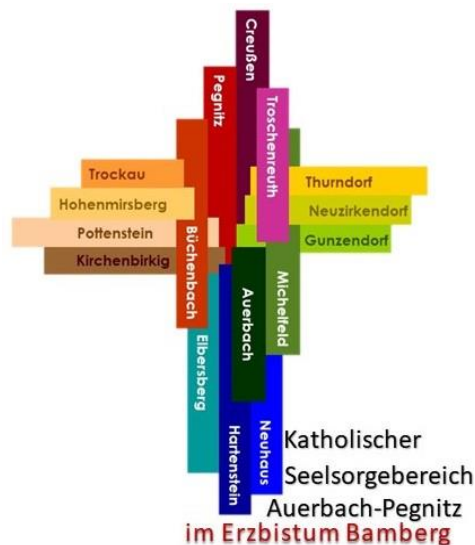 Creußen
Pegnitz
Troschenreuth
Trockau
Thurndorf
Hohenmirsberg
Neuzirkendorf
Pottenstein
Gunzendorf
Kirchenbirkig
Büchenbach
Auerbach
Michelfeld
Elbersberg
Hartenstein
Neuhaus
Katholischer
Seelsorgebereich
Auerbach-Pegnitz
im Erzbistum Bamberg